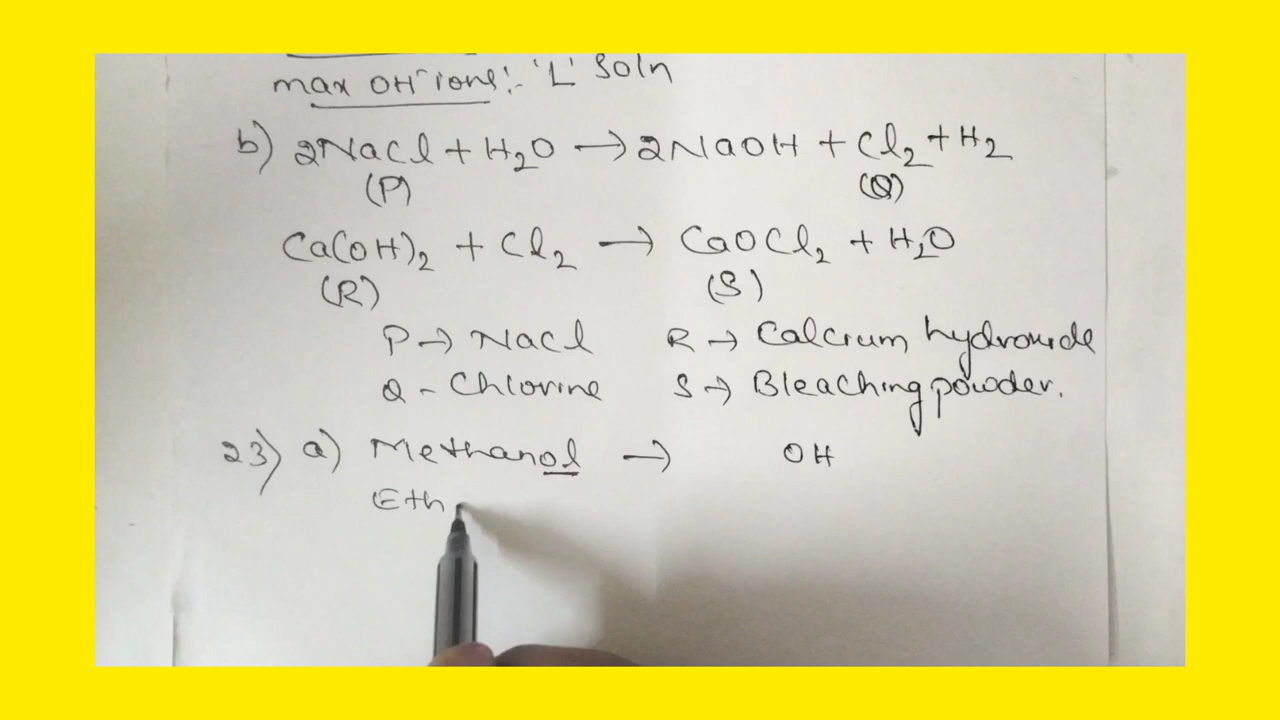 max OH⁻ ions:- 'L' Soln
b) 2NaCl + H₂O → 2NaOH + Cl₂ + H₂
(P) (Q)
Ca(OH)₂ + Cl₂ → CaOCl₂ + H₂O
(R) (S)
P → NaCl R → Calcium hydroxide
Q - Chlorine S → Bleaching powder.
23) a) Methanol → OH
Eth